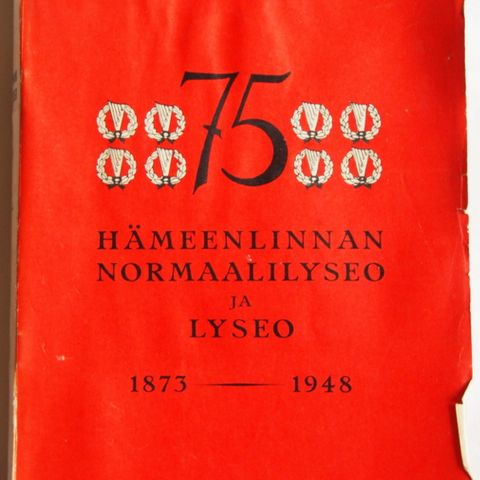 75
HÄMEENLINNAN
NORMAALILYSEO
JA
LYSEO
1873 — 1948